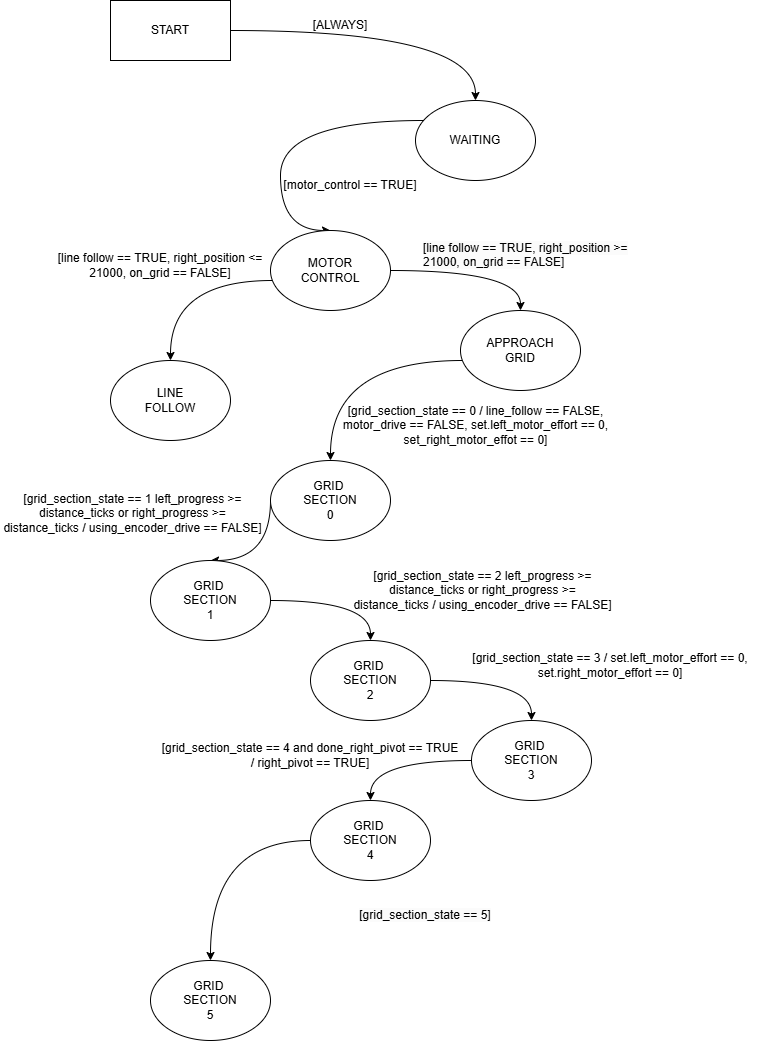 START
[ALWAYS]
WAITING
[motor_control == TRUE]
MOTOR
CONTROL
[line follow == TRUE, right_position <=
21000, on_grid == FALSE]
[line follow == TRUE, right_position >=
21000, on_grid == FALSE]
LINE
FOLLOW
APPROACH
GRID
[grid_section_state == 0 / line_follow == FALSE,
motor_drive == FALSE, set.left_motor_effort == 0,
set_right_motor_effot == 0]
GRID
SECTION
0
[grid_section_state == 1 left_progress >=
distance_ticks or right_progress >=
distance_ticks / using_encoder_drive == FALSE]
GRID
SECTION
1
[grid_section_state == 2 left_progress >=
distance_ticks or right_progress >=
distance_ticks / using_encoder_drive == FALSE]
GRID
SECTION
2
[grid_section_state == 3 / set.left_motor_effort == 0,
set.right_motor_effort == 0]
GRID
SECTION
3
[grid_section_state == 4 and done_right_pivot == TRUE
/ right_pivot == TRUE]
GRID
SECTION
4
[grid_section_state == 5]
GRID
SECTION
5